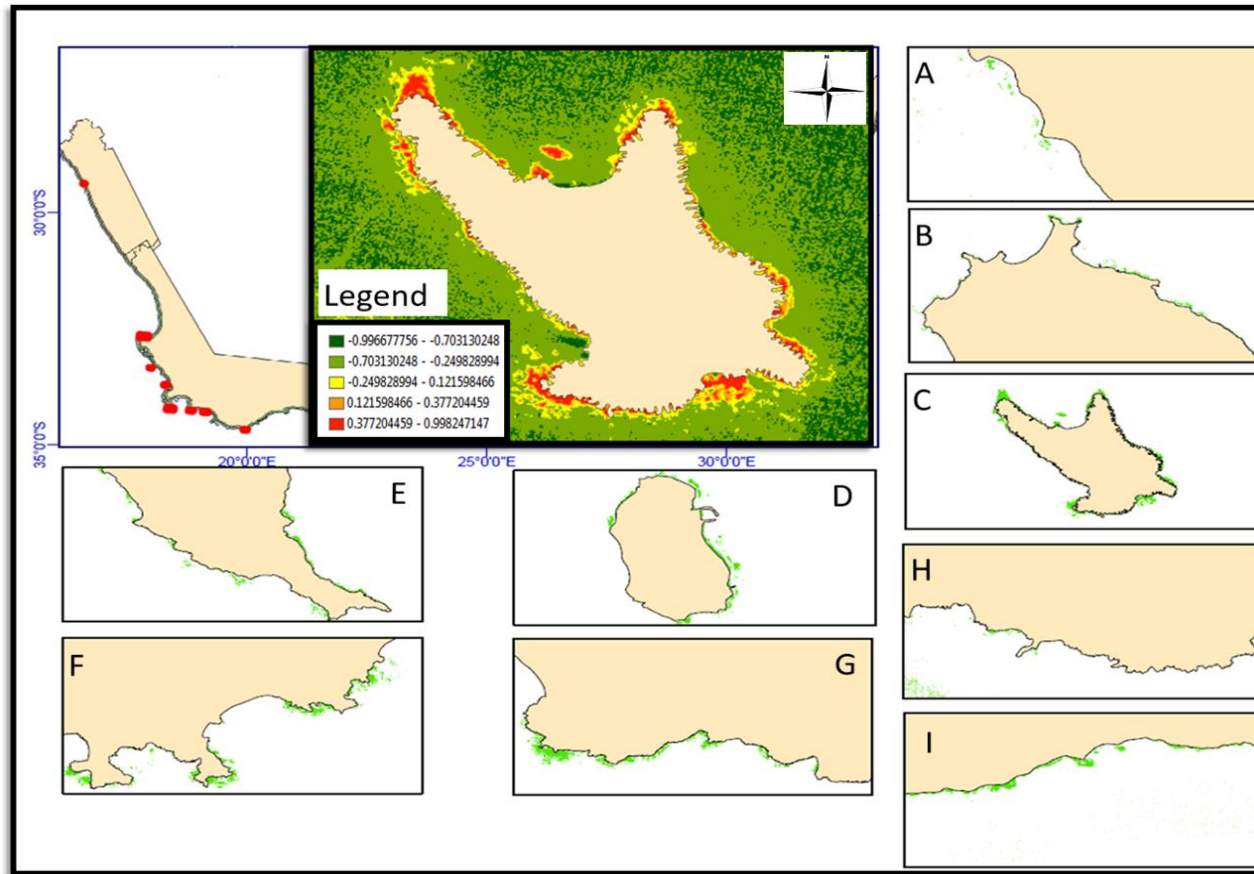 N
30°0'0"S
35°0'0"S
20°0'0"E
25°0'0"E
30°0'0"E
Legend
-0.996677756 - -0.703130248
-0.703130248 - -0.249828994
-0.249828994 - 0.121598466
0.121598466 - 0.377204459
0.377204459 - 0.998247147
A
B
C
E
D
H
F
G
I